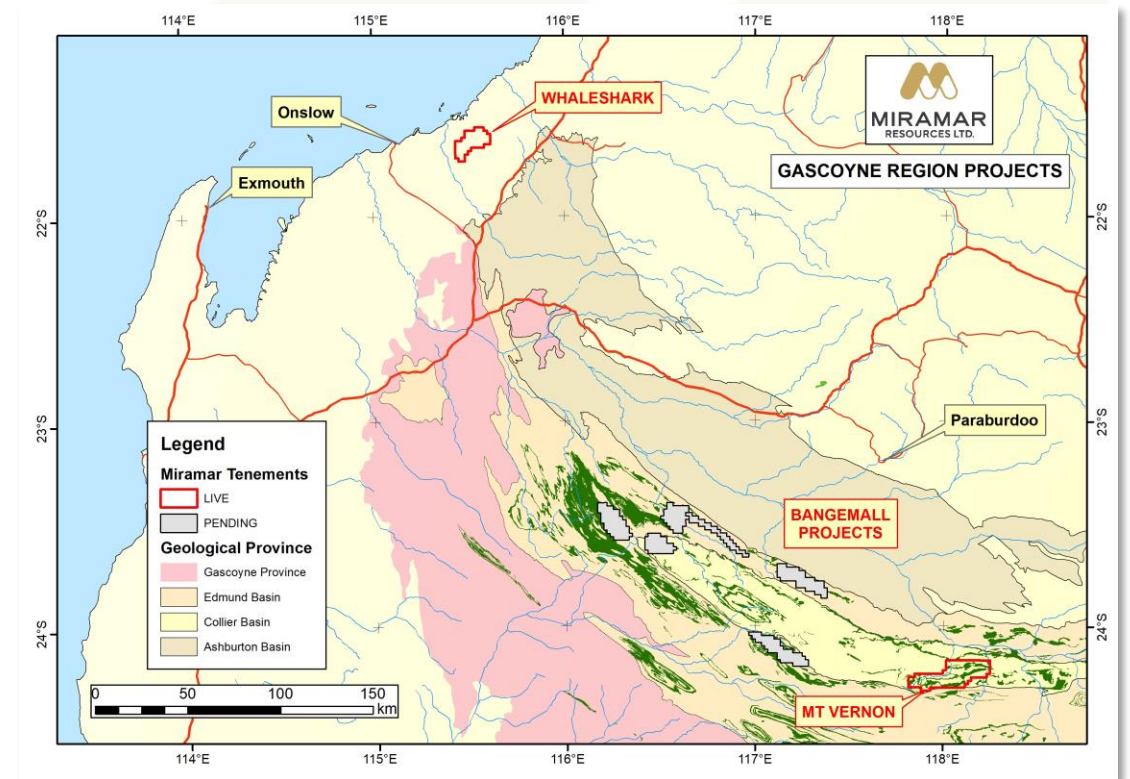 114°E
115°E
116°E
117°E
118°E
MIRAMAR
RESOURCES LTD.
GASCOYNE REGION PROJECTS
WHALESHARK
Onslow
Exmouth
22°S
22°S
23°S
23°S
24°S
24°S
Paraburdoo
BANGEMALL
PROJECTS
MT VERNON
Legend
Miramar Tenements
LIVE
PENDING
Geological Province
Gascoyne Province
Edmund Basin
Collier Basin
Ashburton Basin
0 50 100 150
km
114°E
115°E
116°E
117°E
118°E